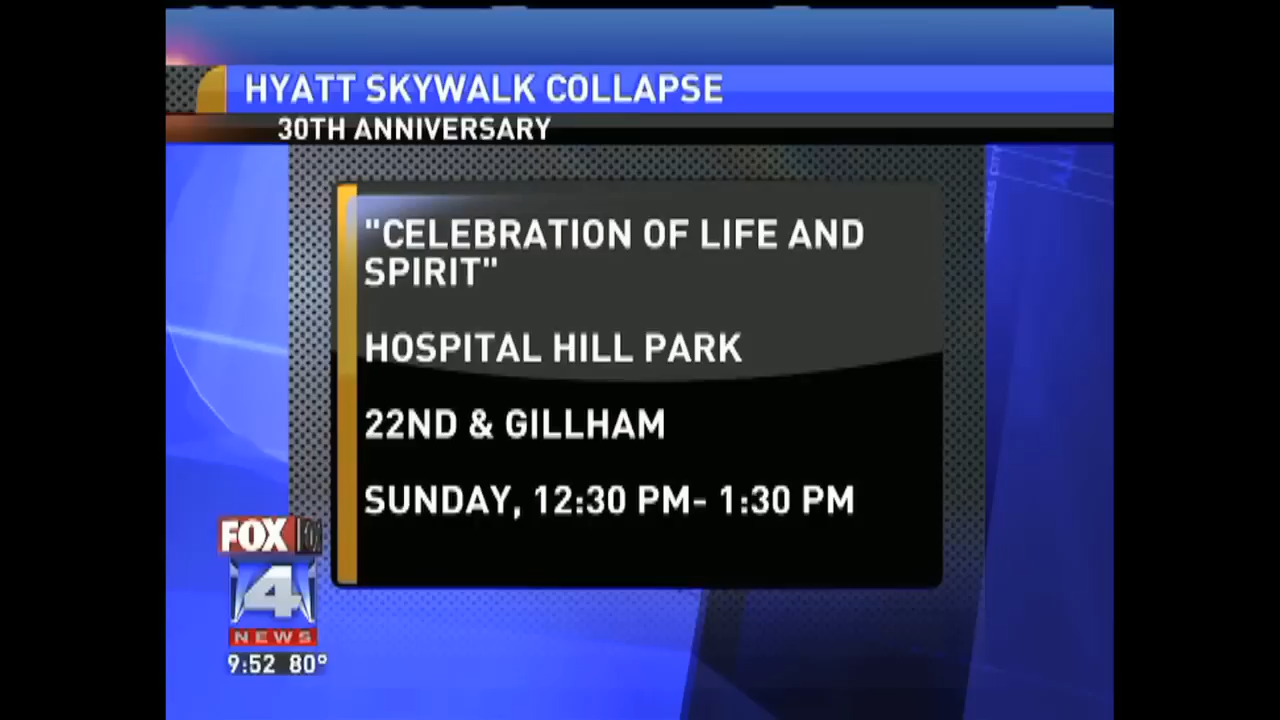 HYATT SKYWALK COLLAPSE
30TH ANNIVERSARY
"CELEBRATION OF LIFE AND
SPIRIT"
HOSPITAL HILL PARK
22ND & GILLHAM
SUNDAY, 12:30 PM- 1:30 PM
FOX
4
NEWS
9:52 80°